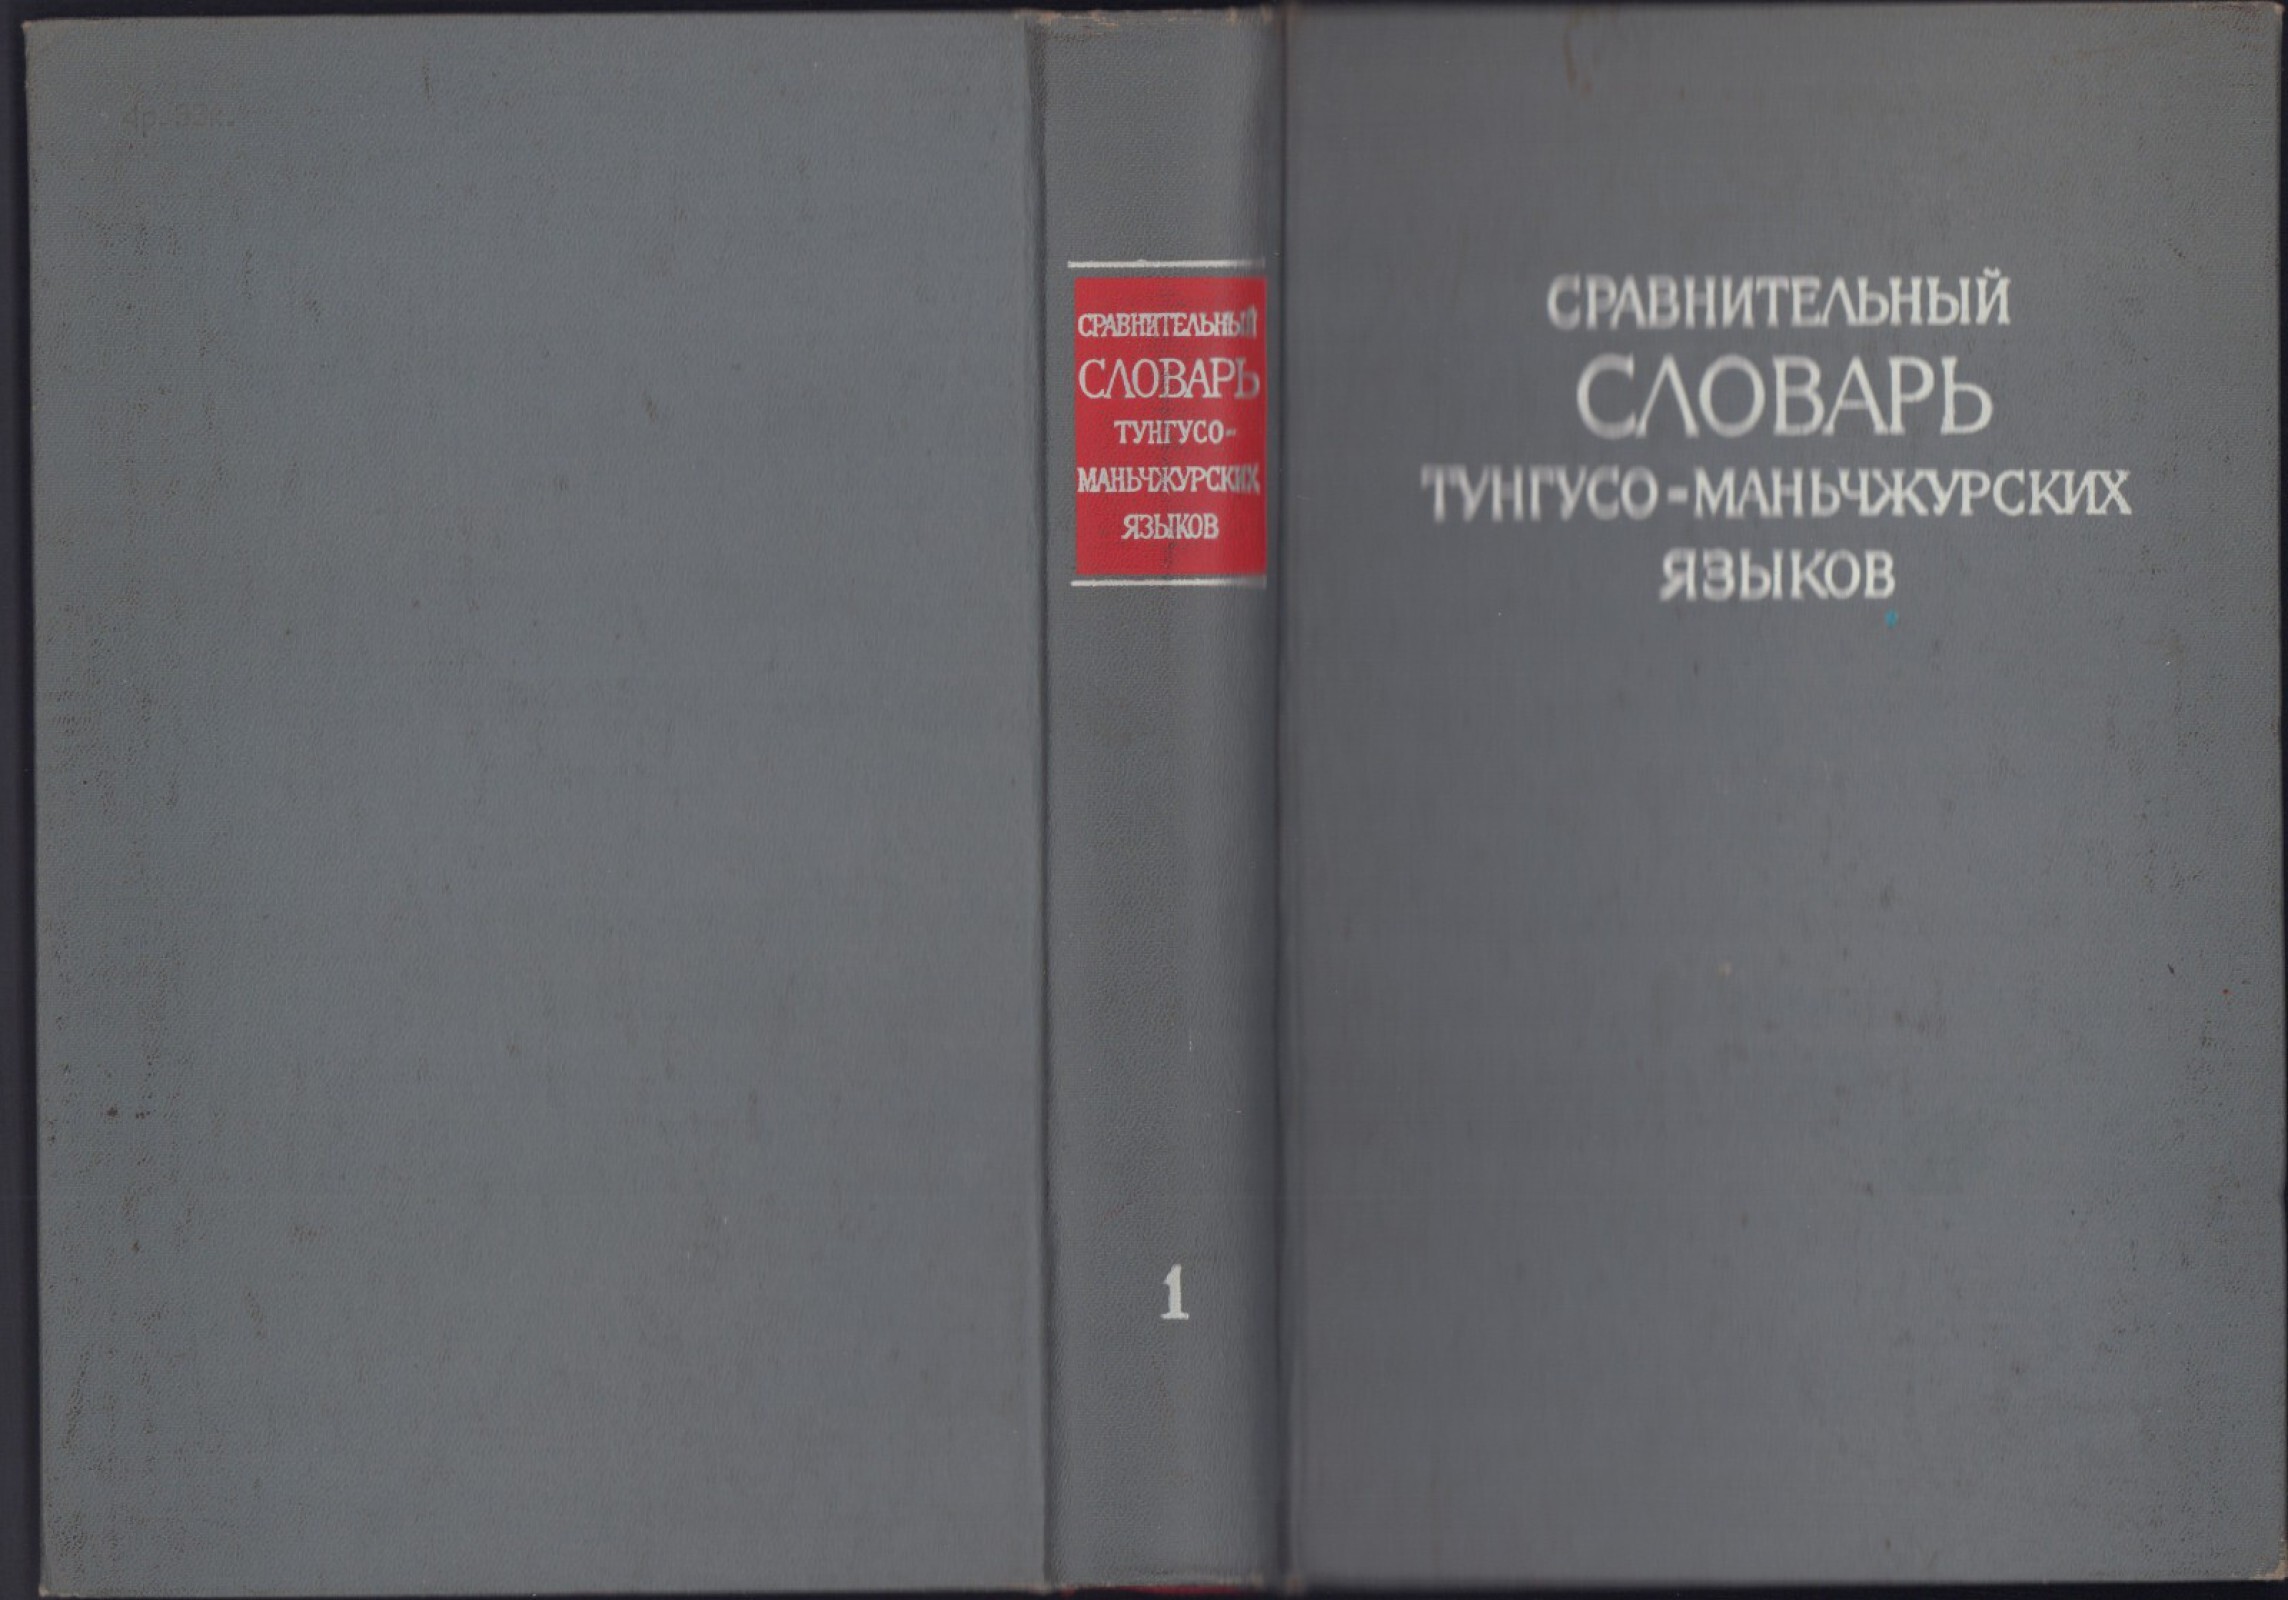 СРАВНИТЕЛЬНЫЙ
СЛОВАРЬ
ТУНГУСО-
МАНЬЧЖУРСКИХ
ЯЗЫКОВ
1
СРАВНИТЕЛЬНЫЙ
СЛОВАРЬ
ТУНГУСО-МАНЬЧЖУРСКИХ
ЯЗЫКОВ